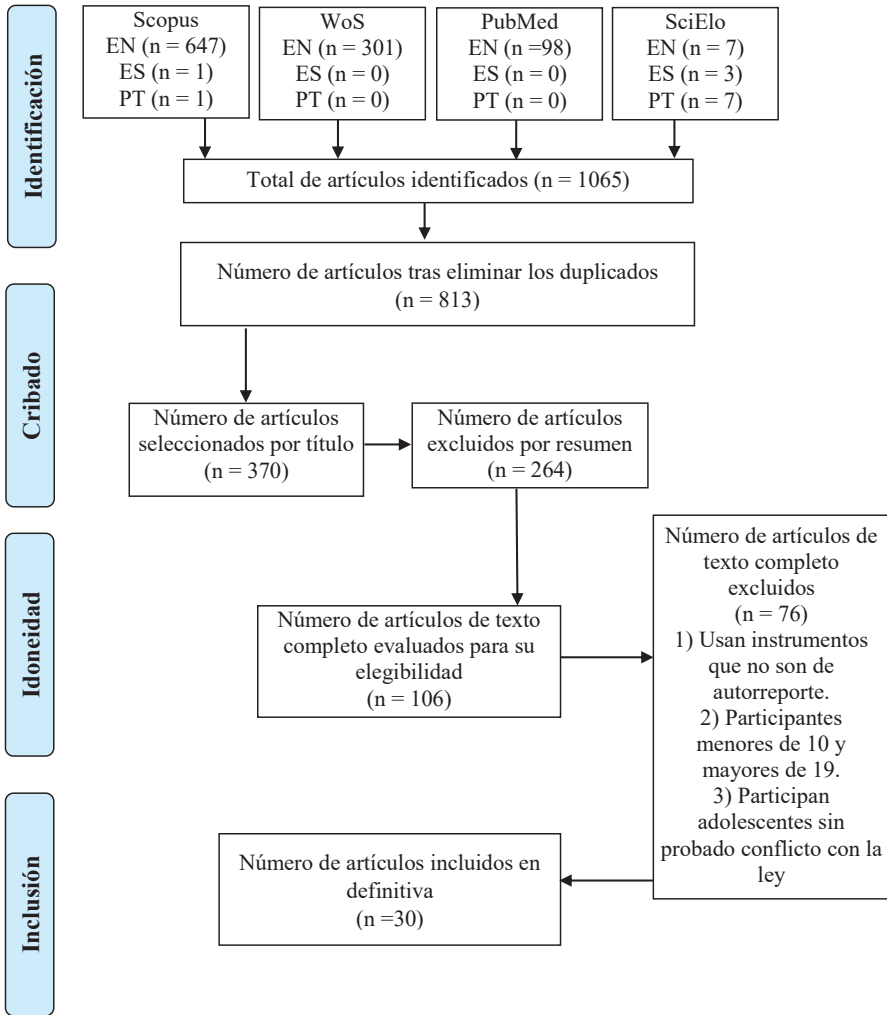 Identificación
Scopus
EN (n = 647)
ES (n = 1)
PT (n = 1)
WoS
EN (n = 301)
ES (n = 0)
PT (n = 0)
PubMed
EN (n =98)
ES (n = 0)
PT (n = 0)
SciElo
EN (n = 7)
ES (n = 3)
PT (n = 7)
Total de artículos identificados (n = 1065)
Número de artículos tras eliminar los duplicados
(n = 813)
Cribado
Número de artículos
seleccionados por título
(n = 370)
Número de artículos
excluidos por resumen
(n = 264)
Idoneidad
Número de artículos de texto
completo evaluados para su
elegibilidad
(n = 106)
Número de artículos de
texto completo
excluidos
(n = 76)
1) Usan instrumentos
que no son de
autorreporte.
2) Participantes
menores de 10 y
mayores de 19.
3) Participan
adolescentes sin
probado conflicto con la
ley
Inclusión
Número de artículos incluidos en
definitiva
(n =30)